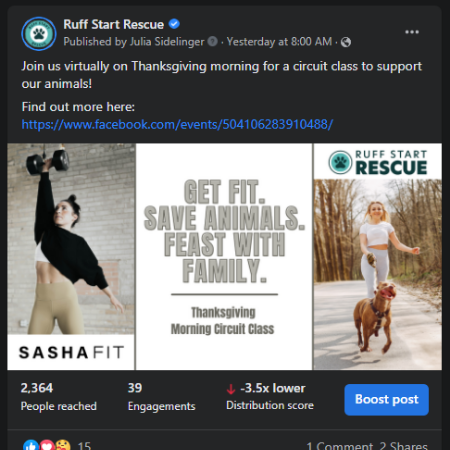 Ruff Start Rescue
Published by Julia Sidelinger · Yesterday at 8:00 AM ·
Join us virtually on Thanksgiving morning for a circuit class to support
our animals!
Find out more here:
https://www.facebook.com/events/504106283910488/
GET FIT.
SAVE ANIMALS.
FEAST WITH
FAMILY.
Thanksgiving
Morning Circuit Class
SASHAFIT
RUFF START
RESCUE
2,364
People reached
39
Engagements
-3.5x lower
Distribution score
Boost post
15
1 Comment 2 Shares